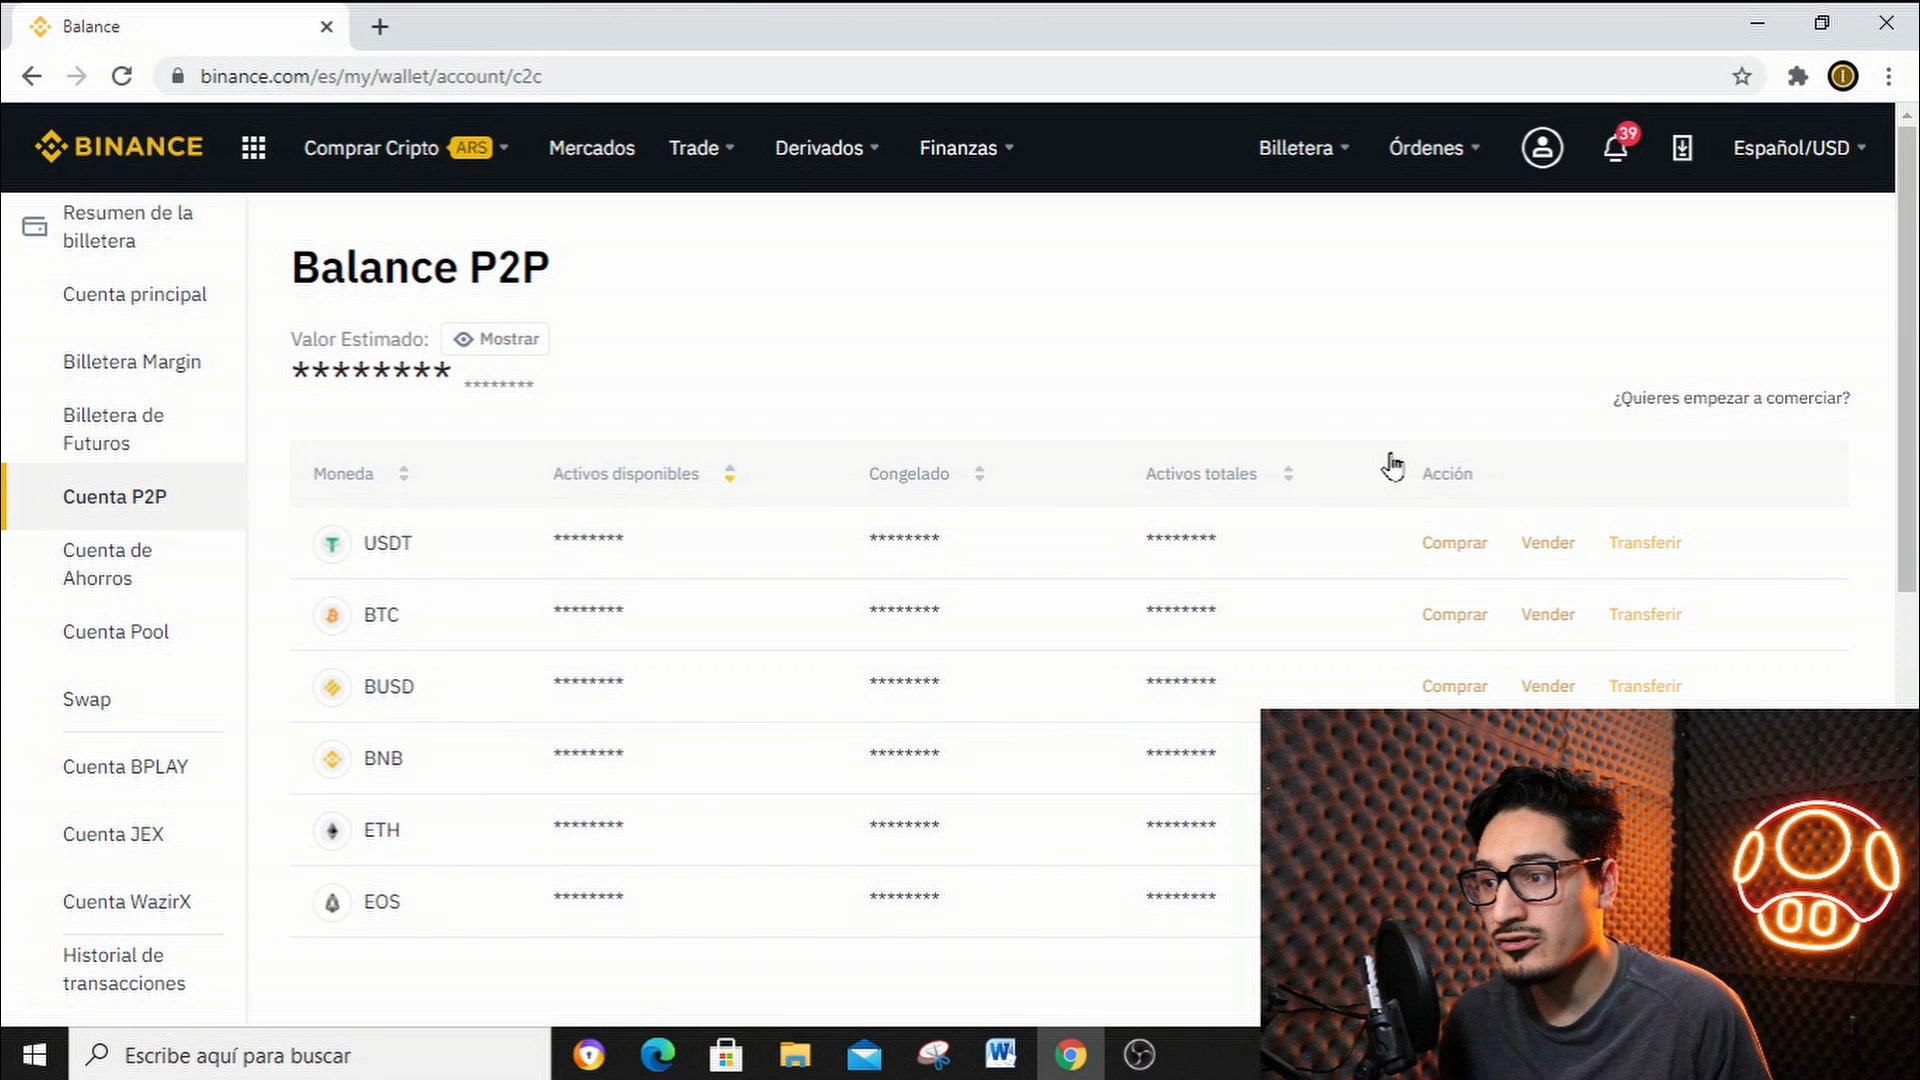 Balance
binance.com/es/my/wallet/account/c2c
BINANCE
Comprar Cripto ARS
Mercados
Trade
Derivados
Finanzas
Billetera
Órdenes
39
Español/USD
Resumen de la
billetera
Cuenta principal
Billetera Margin
Billetera de
Futuros
Cuenta P2P
Cuenta de
Ahorros
Cuenta Pool
Swap
Cuenta BPLAY
Cuenta JEX
Cuenta WazirX
Historial de
transacciones
Balance P2P
Valor Estimado: Mostrar
******** ********
¿Quieres empezar a comerciar?
Moneda Activos disponibles Congelado Activos totales Acción
USDT ******** ******** ******** Comprar Vender Transferir
BTC ******** ******** ******** Comprar Vender Transferir
BUSD ******** ******** ******** Comprar Vender Transferir
BNB ******** ******** ********
ETH ******** ******** ********
EOS ******** ******** ********
Escribe aquí para buscar